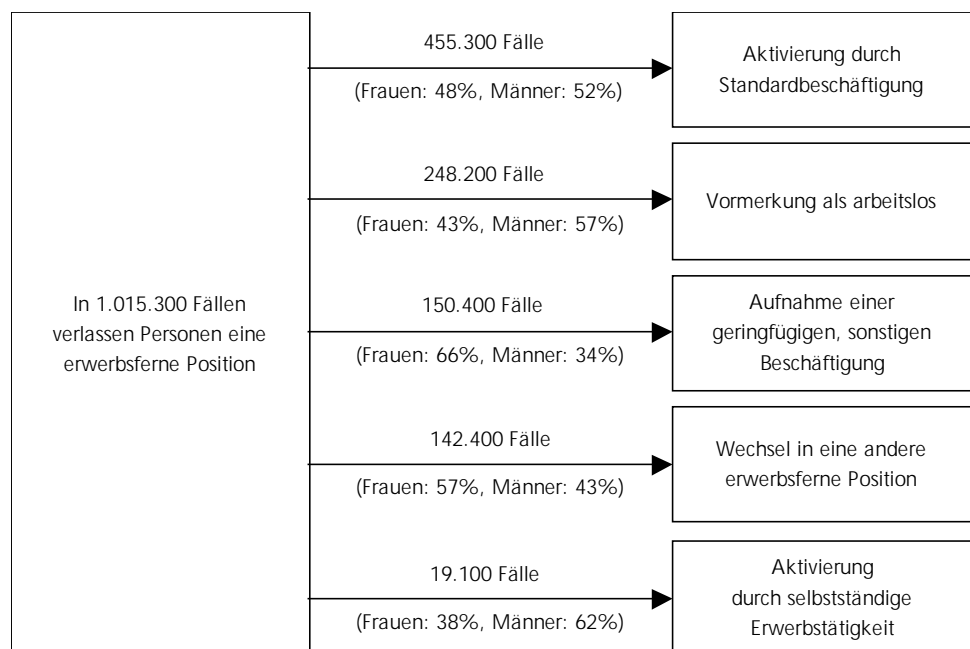 In 1.015.300 Fällen
verlassen Personen eine
erwerbsferne Position
455.300 Fälle
(Frauen: 48%, Männer: 52%)
Aktivierung durch
Standardbeschäftigung
248.200 Fälle
(Frauen: 43%, Männer: 57%)
Vormerkung als arbeitslos
150.400 Fälle
(Frauen: 66%, Männer: 34%)
Aufnahme einer
geringfügigen, sonstigen
Beschäftigung
142.400 Fälle
(Frauen: 57%, Männer: 43%)
Wechsel in eine andere
erwerbsferne Position
19.100 Fälle
(Frauen: 38%, Männer: 62%)
Aktivierung
durch selbstständige
Erwerbstätigkeit